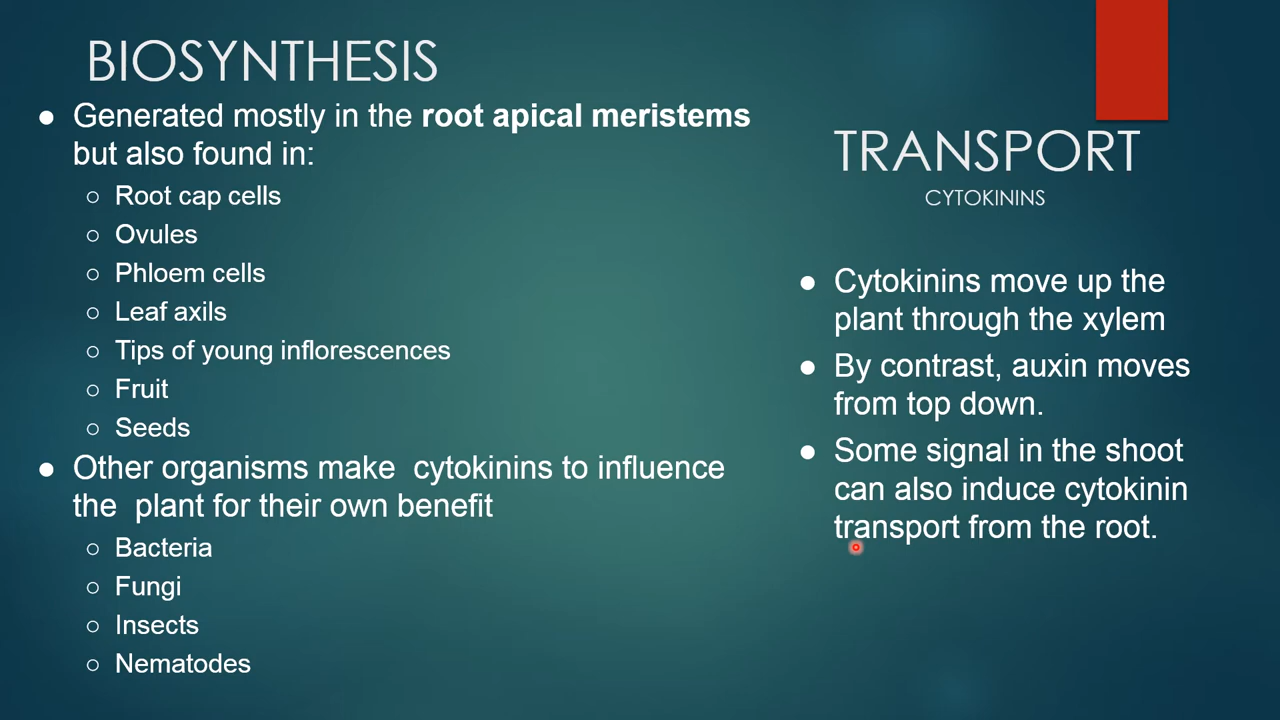 BIOSYNTHESIS
● Generated mostly in the root apical meristems
but also found in:
○ Root cap cells
○ Ovules
○ Phloem cells
○ Leaf axils
○ Tips of young inflorescences
○ Fruit
○ Seeds
● Other organisms make  cytokinins to influence
the  plant for their own benefit
○ Bacteria
○ Fungi
○ Insects
○ Nematodes
TRANSPORT
CYTOKININS
● Cytokinins move up the
plant through the xylem
● By contrast, auxin moves
from top down.
● Some signal in the shoot
can also induce cytokinin
transport from the root.